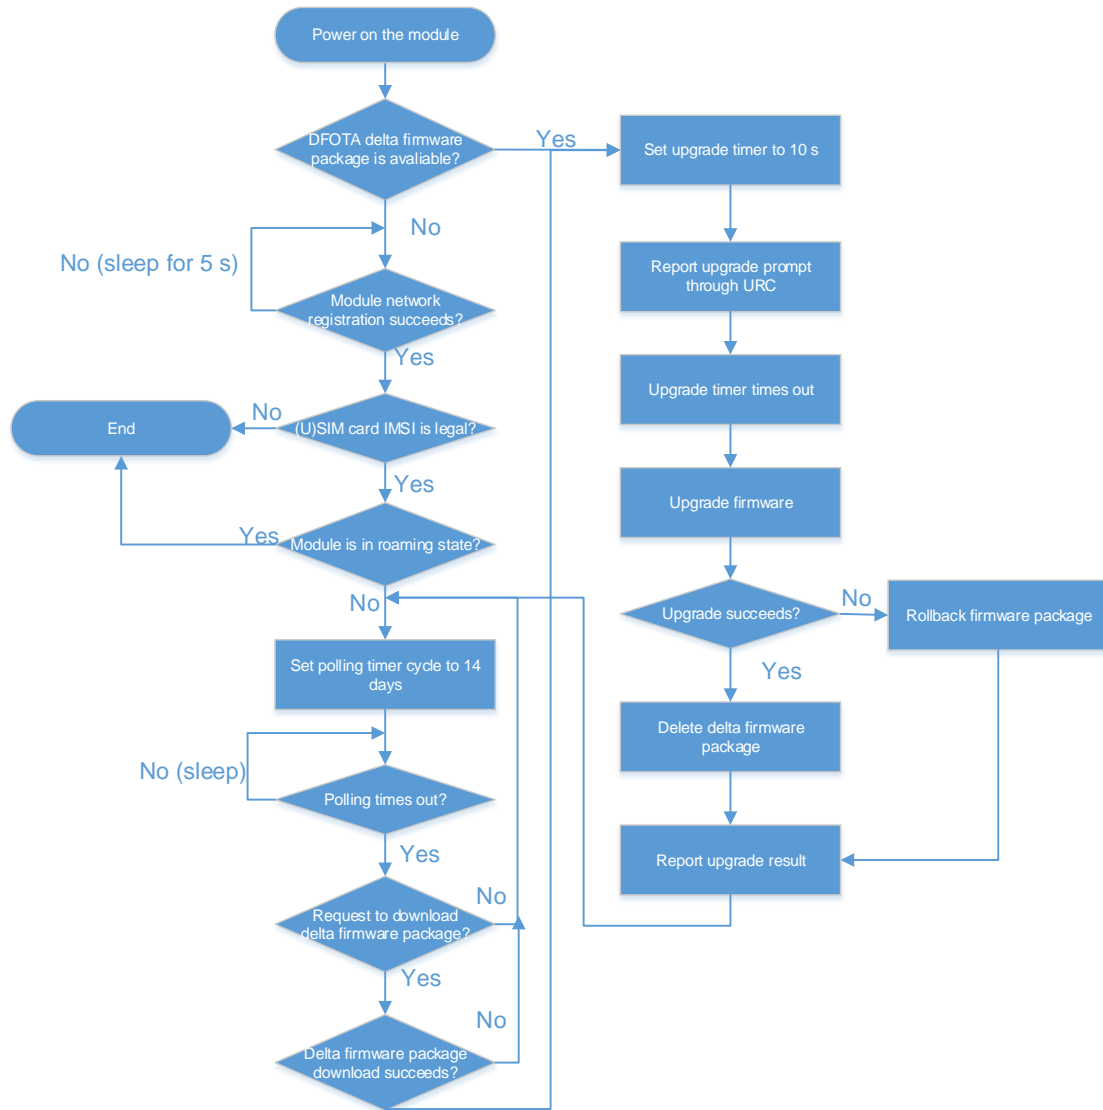 Power on the module
DFOTA delta firmware
package is avaliable?
Yes
Set upgrade timer to 10 s
No
No (sleep for 5 s)
Report upgrade prompt
through URC
Module network
registration succeeds?
Yes
Upgrade timer times out
No
End
(U)SIM card IMSI is legal?
Yes
Upgrade firmware
Yes
Module is in roaming state?
No
Upgrade succeeds?
No
Rollback firmware package
Set polling timer cycle to 14
days
Yes
Delete delta firmware
package
No (sleep)
Polling times out?
Yes
Report upgrade result
No
Request to download
delta firmware package?
Yes
No
Delta firmware package
download succeeds?